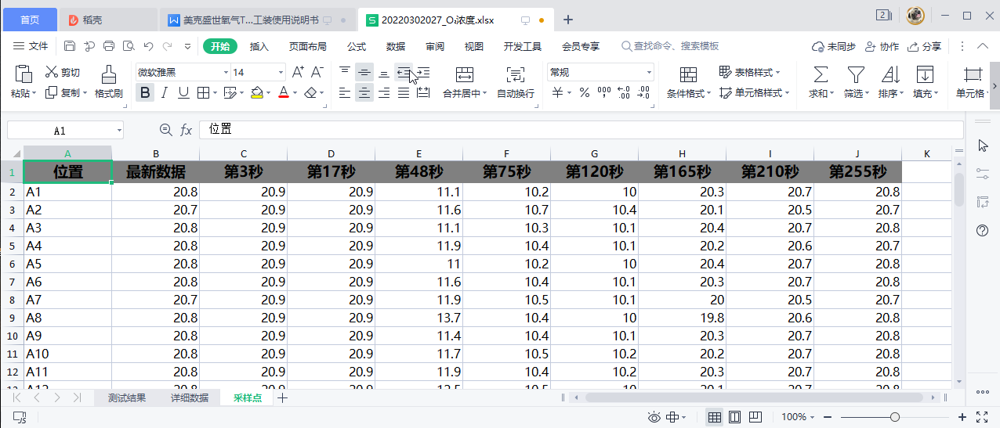 首页 稻壳 美克盛世氧气T...工装使用说明书 20220302027_O₂浓度.xlsx 2
文件 开始 插入 页面布局 公式 数据 审阅 视图 开发工具 会员专享 查找命令、搜索模板 未同步 协作 分享
粘贴 剪切 复制 格式刷 微软雅黑 14 A⁺ A⁻ B I U A 合并居中 自动换行 常规 ¥ % 条件格式 表格样式 单元格样式 求和 筛选 排序 填充 单元格
A1 fx 位置
A B C D E F G H I J K
1 位置 最新数据 第3秒 第17秒 第48秒 第75秒 第120秒 第165秒 第210秒 第255秒
2 A1 20.8 20.9 20.9 11.1 10.2 10 20.3 20.7 20.8
3 A2 20.7 20.9 20.9 11.6 10.7 10.4 20.1 20.5 20.7
4 A3 20.8 20.9 20.9 11.1 10.3 10.1 20.4 20.7 20.8
5 A4 20.8 20.9 20.9 11.9 10.4 10.1 20.2 20.6 20.7
6 A5 20.8 20.9 20.9 11 10.2 10 20.4 20.7 20.8
7 A6 20.8 20.9 20.9 11.6 10.4 10.1 20.3 20.7 20.8
8 A7 20.7 20.9 20.9 11.9 10.5 10.1 20 20.5 20.7
9 A8 20.8 20.9 20.9 13.7 10.4 10 19.8 20.6 20.8
10 A9 20.8 20.9 20.9 11.4 10.4 10.1 20.3 20.7 20.8
11 A10 20.8 20.9 20.9 11.7 10.5 10.2 20.2 20.7 20.8
12 A11 20.8 20.9 20.9 11.9 10.4 10.2 20.3 20.7 20.8
测试结果 详细数据 采样点
100%